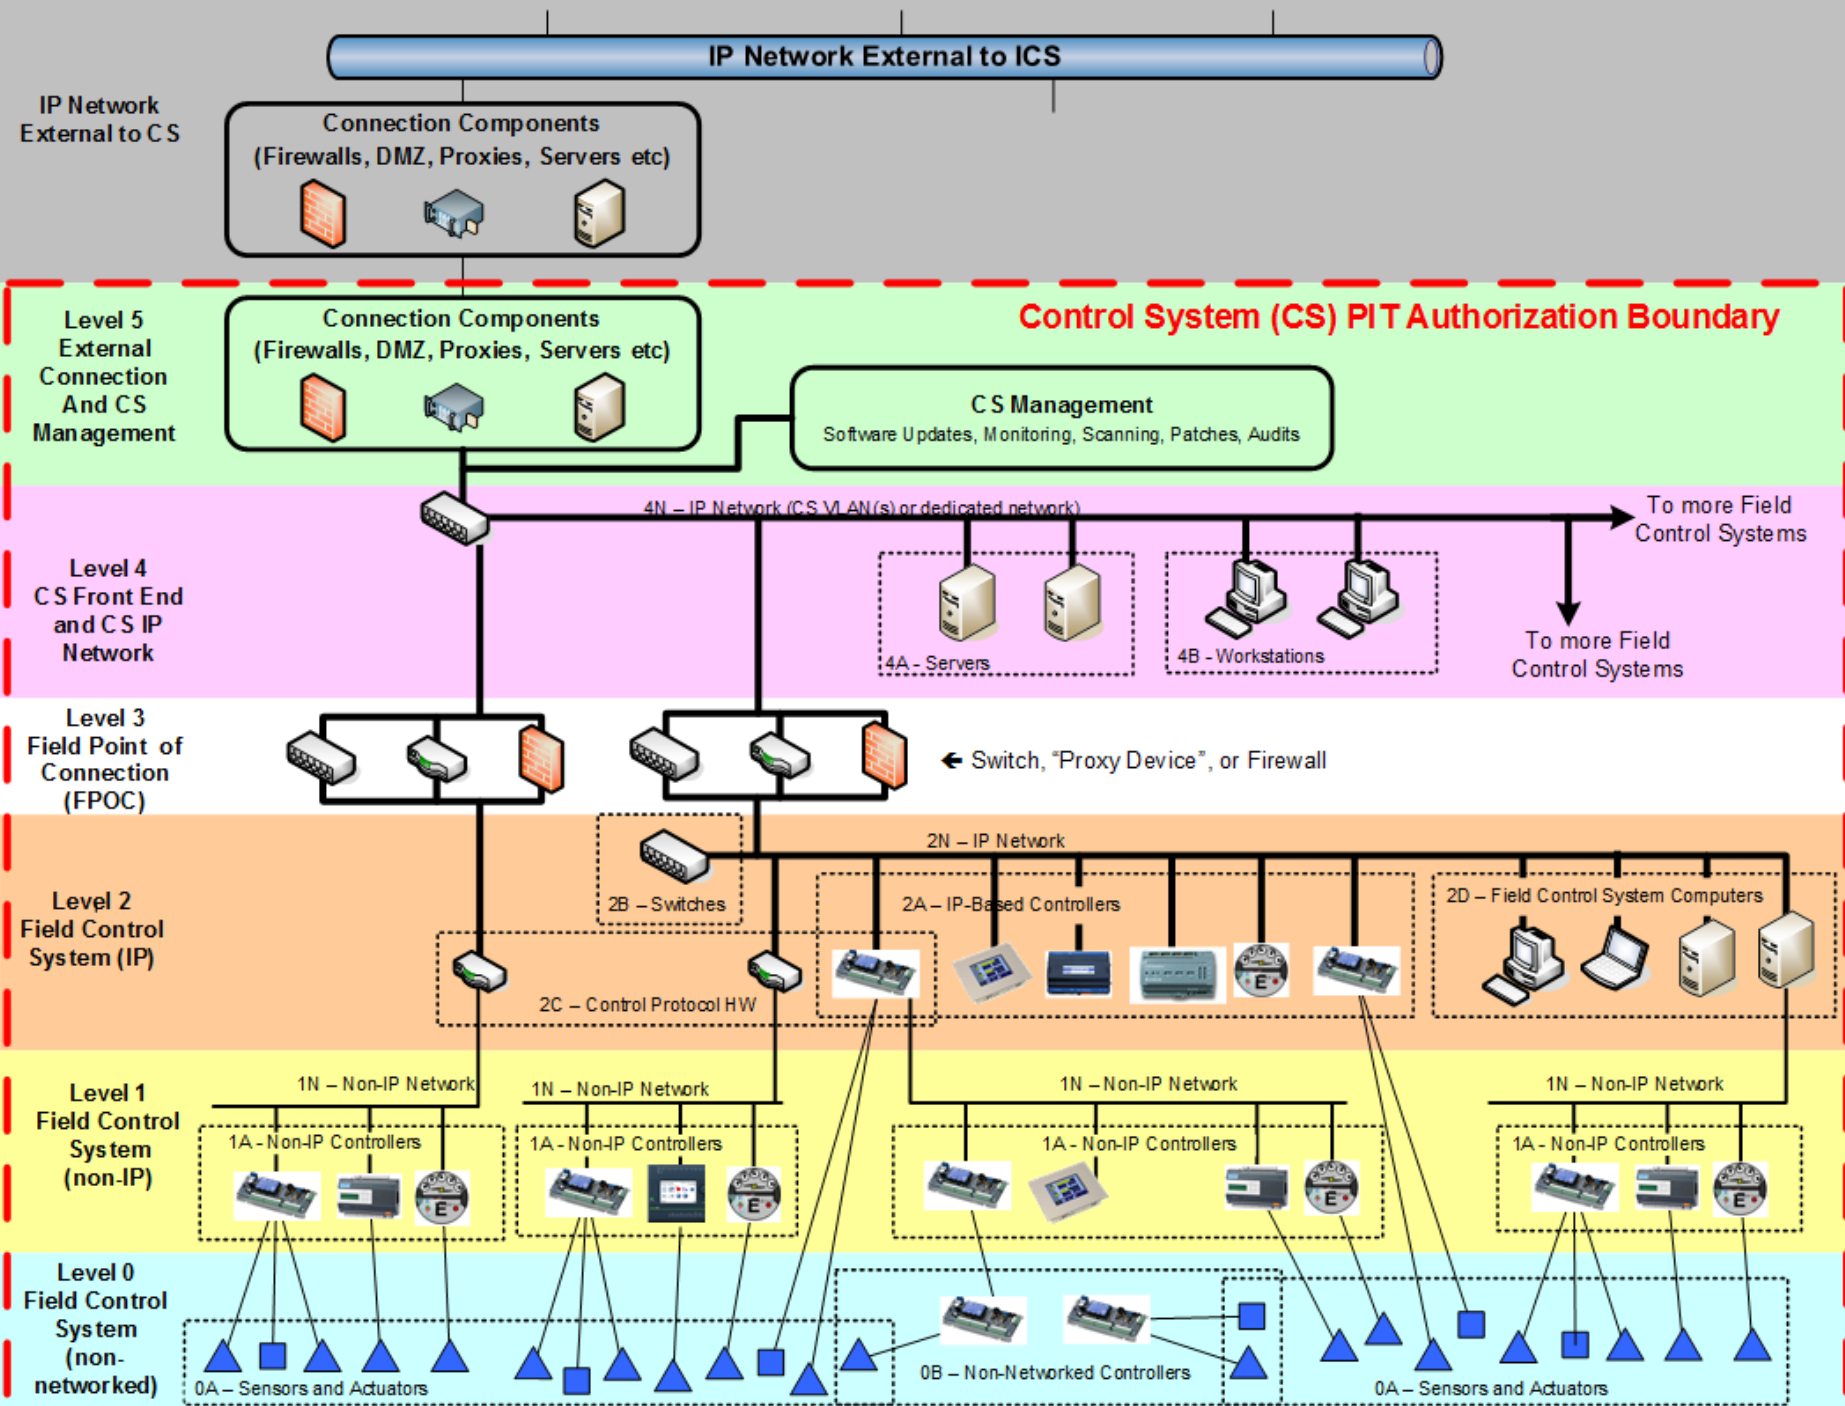 IP Network External to ICS
IP Network
External to CS
Connection Components
(Firewalls, DMZ, Proxies, Servers etc)
Control System (CS) PIT Authorization Boundary
Level 5
External
Connection
And CS
Management
Connection Components
(Firewalls, DMZ, Proxies, Servers etc)
CS Management
Software Updates, Monitoring, Scanning, Patches, Audits
4N – IP Network (CS VLAN(s) or dedicated network)
To more Field
Control Systems
Level 4
CS Front End
and CS IP
Network
4A - Servers
4B - Workstations
To more Field
Control Systems
Level 3
Field Point of
Connection
(FPOC)
← Switch, “Proxy Device”, or Firewall
Level 2
Field Control
System (IP)
2N – IP Network
2B – Switches
2A – IP-Based Controllers
2D – Field Control System Computers
2C – Control Protocol HW
E
Level 1
Field Control
System
(non-IP)
1N – Non-IP Network
1N – Non-IP Network
1N – Non-IP Network
1N – Non-IP Network
1A - Non-IP Controllers
1A - Non-IP Controllers
1A - Non-IP Controllers
1A - Non-IP Controllers
E
E
E
E
Level 0
Field Control
System
(non-
networked)
0A – Sensors and Actuators
0B – Non-Networked Controllers
0A – Sensors and Actuators